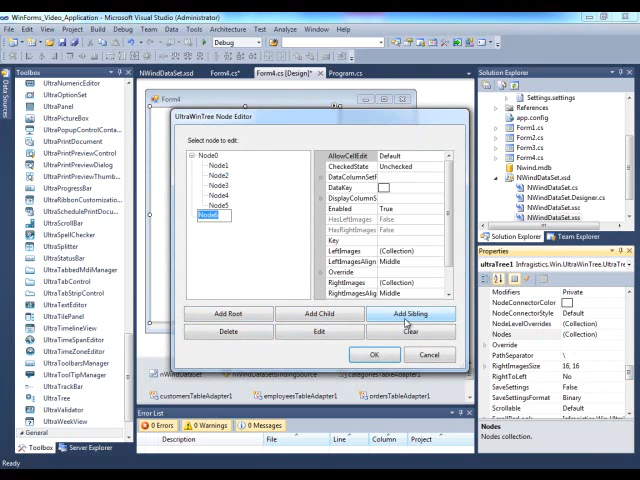 WinForms_Video_Application - Microsoft Visual Studio (Administrator)
File Edit View Project Build Debug Team Data Tools Architecture Test Analyze Window Help
Debug
Toolbox
Data Sources
UltraNumericEditor
UltraOptionSet
UltraPanel
UltraPictureBox
UltraPopupControlConta...
UltraPrintDocument
UltraPrintPreviewControl
UltraPrintPreviewDialog
UltraProgressBar
UltraRibbonCustomizatio...
UltraSchedulePrintDocum...
UltraSpellChecker
UltraSplitter
UltraTabbedMdiManager
UltraTabStripControl
UltraTextEditor
UltraTilePanel
UltraTimelineView
UltraTimeSpanEditor
UltraTimeZoneEditor
UltraToolTipManager
UltraTrackBar
UltraTree
UltraValidator
UltraWeekView
General
Toolbox
Server Explorer
NWindDataSet.xsd
Form4.cs*
Form4.cs [Design]*
Program.cs
Form4
UltraWinTree Node Editor
Select node to edit:
Node0
Node1
Node2
Node3
Node4
Node5
Node6
AllowCellEdit Default
CheckedState Unchecked
DataColumnSetF
DataKey
DisplayColumnS
Enabled True
HasLeftImages False
HasRightImages False
Key
LeftImages (Collection)
LeftImagesAlign Middle
Override
RightImages (Collection)
RightImagesAlig Middle
Add Root
Add Child
Add Sibling
Delete
Edit
Clear
OK
Cancel
nWindDataSet
customersTableAdapter1
employeesTableAdapter1
ordersTableAdapter1
Error List
0 Errors
0 Warnings
0 Messages
Description
File
Line
Column
Project
Solution Explorer
Settings.settings
References
app.config
Form1.cs
Form2.cs
Form3.cs
Form4.cs
Nwind.mdb
NWindDataSet.xsd
NWindDataSet.cs
NWindDataSet.Designer.cs
NWindDataSet.xsc
NWindDataSet.xss
Solution Explorer
Team Explorer
Properties
ultraTree1 Infragistics.Win.UltraWinTree.UltraTre
Modifiers Private
NodeConnectorColor
NodeConnectorStyle Default
NodeLevelOverrides (Collection)
Nodes (Collection)
Override
PathSeparator \
RightImagesSize 16, 16
RightToLeft No
SaveSettings False
SaveSettingsFormat Binary
Scrollable Default
Nodes
Nodes collection.
Ready